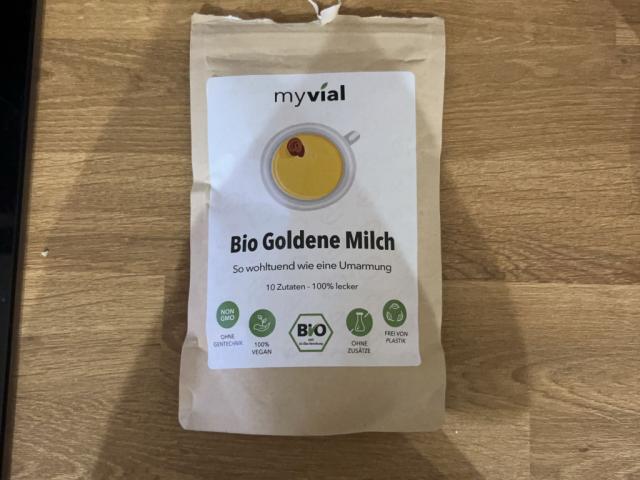 myvial
Bio Goldene Milch
So wohltuend wie eine Umarmung
10 Zutaten - 100% lecker
NON
GMO
OHNE
GENTECHNIK
100%
VEGAN
BIO
OHNE
ZUSÄTZE
FREI VON
PLASTIK